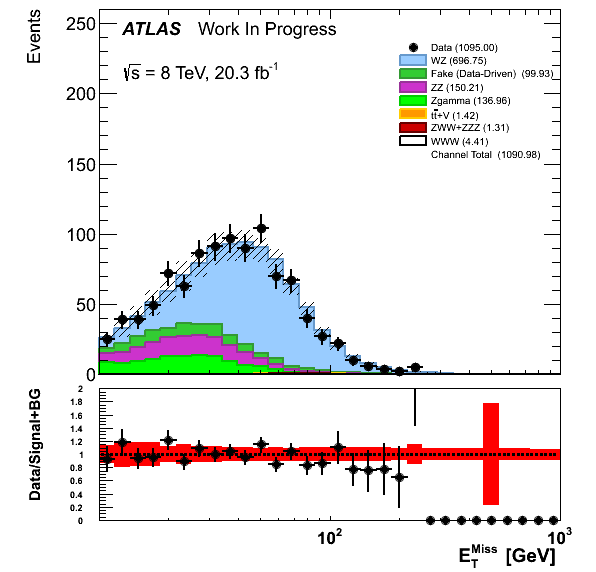 Events
250
200
150
100
50
0
ATLAS Work In Progress
√s = 8 TeV, 20.3 fb⁻¹
Data (1095.00)
WZ (696.75)
Fake (Data-Driven) (99.93)
ZZ (150.21)
Zgamma (136.96)
tt̄+V (1.42)
ZWW+ZZZ (1.31)
WWW (4.41)
Channel Total (1090.98)
Data/Signal+BG
2
1.8
1.6
1.4
1.2
1
0.8
0.6
0.4
0.2
0
10²
10³
E_T^Miss [GeV]